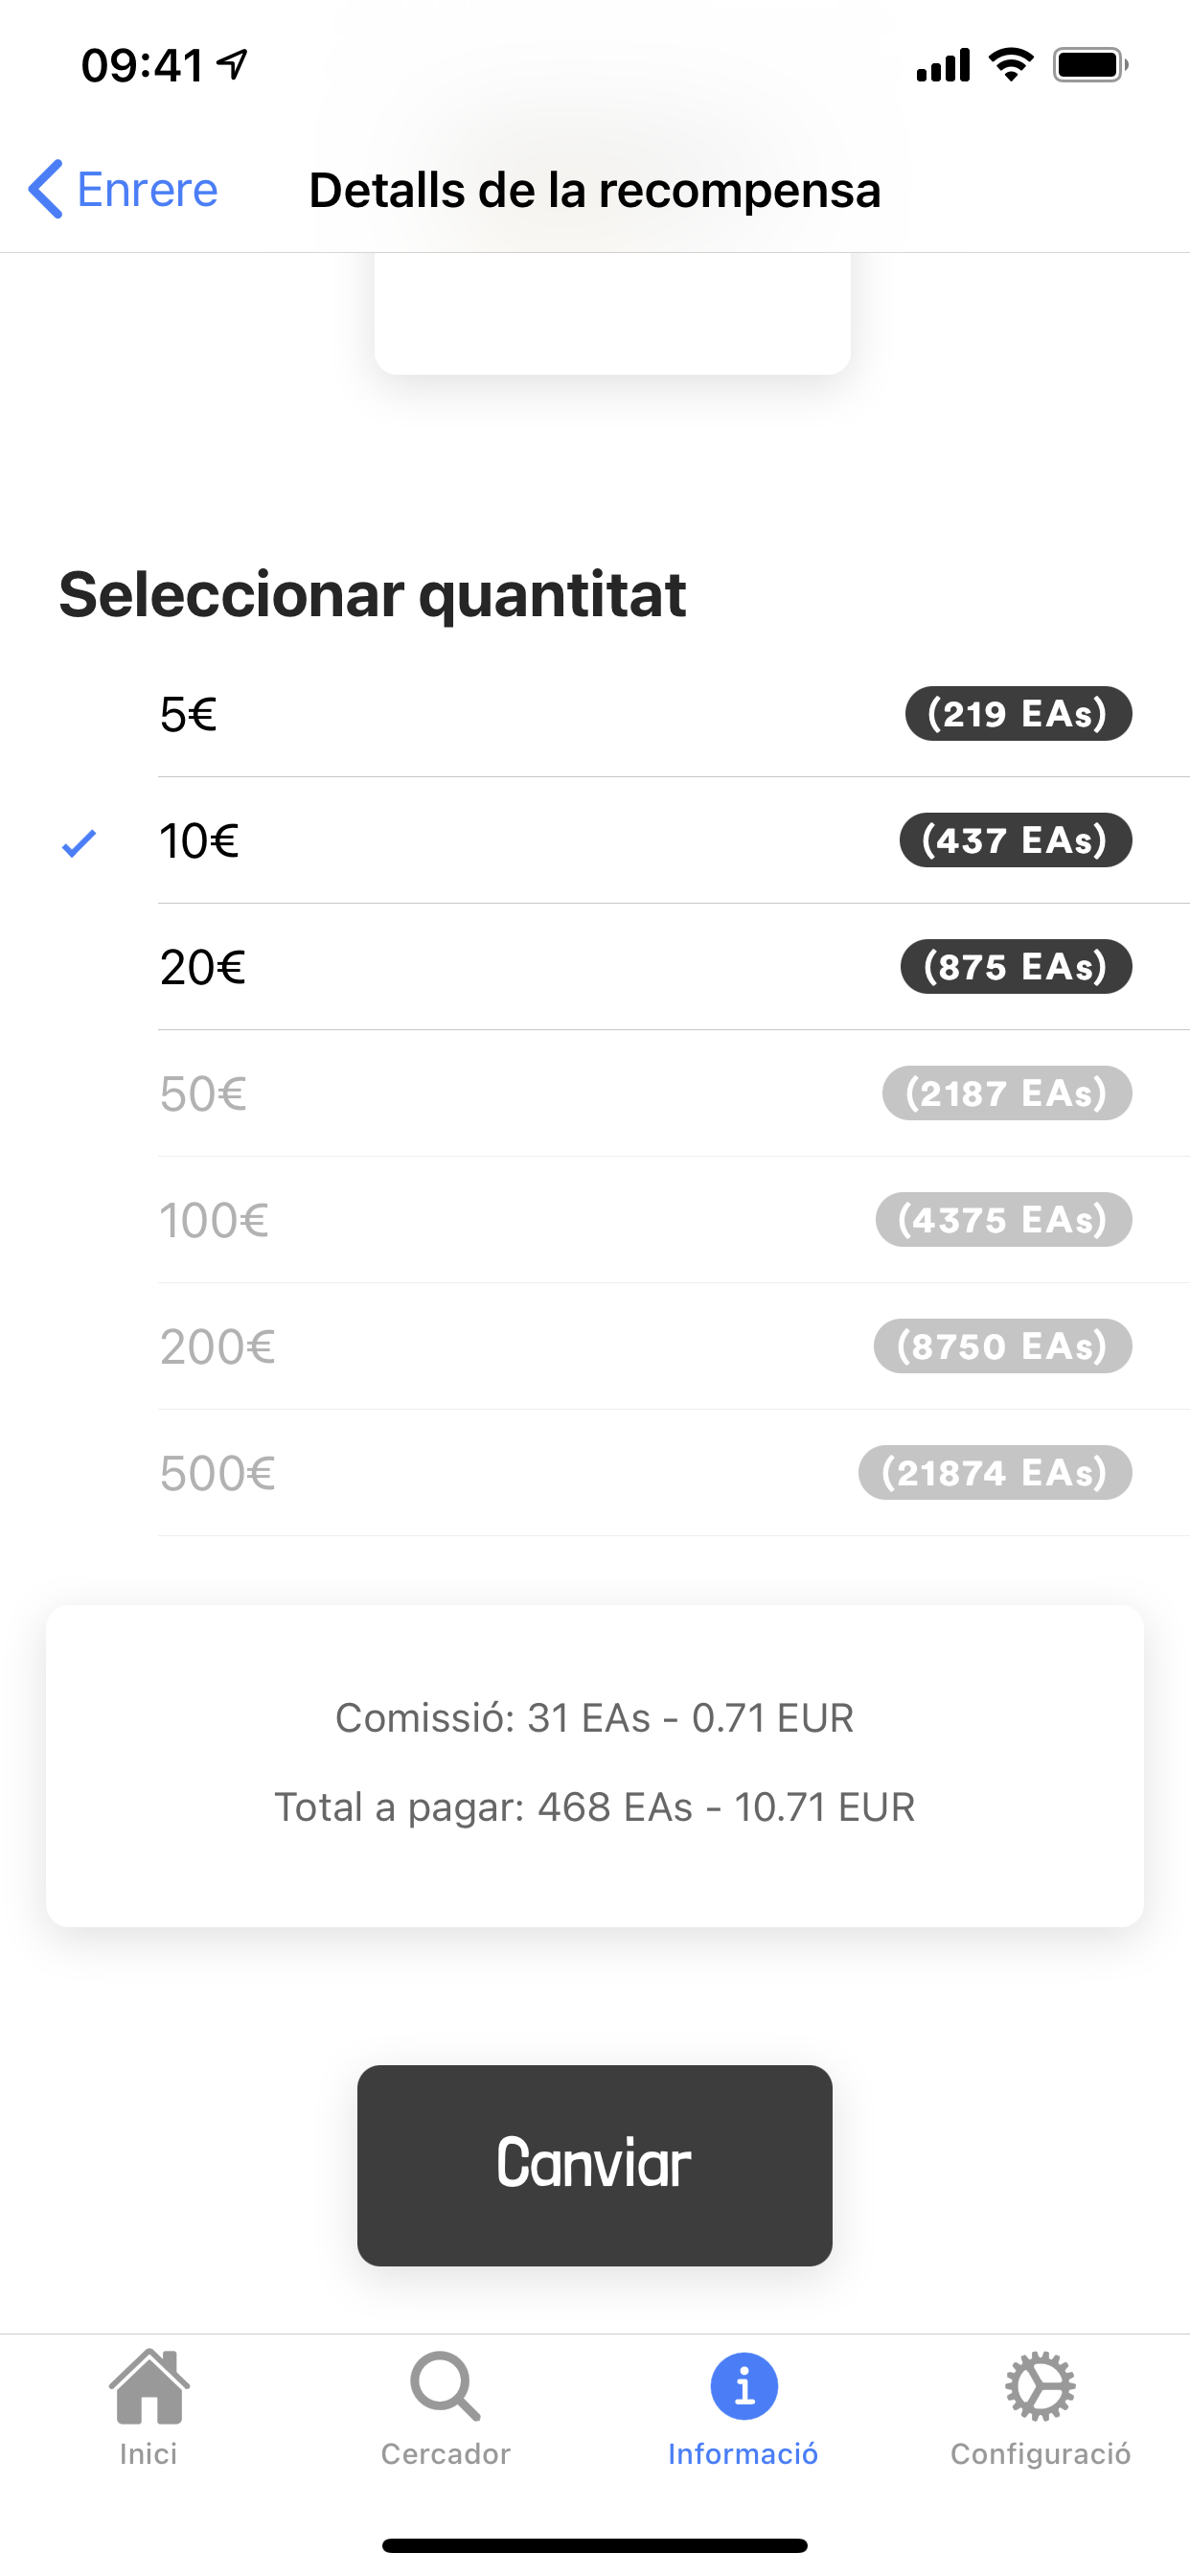 09:41
Enrere Detalls de la recompensa
Seleccionar quantitat
5€ (219 EAs)
10€ (437 EAs)
20€ (875 EAs)
50€ (2187 EAs)
100€ (4375 EAs)
200€ (8750 EAs)
500€ (21874 EAs)
Comissió: 31 EAs - 0.71 EUR
Total a pagar: 468 EAs - 10.71 EUR
Canviar
Inici Cercador Informació Configuració